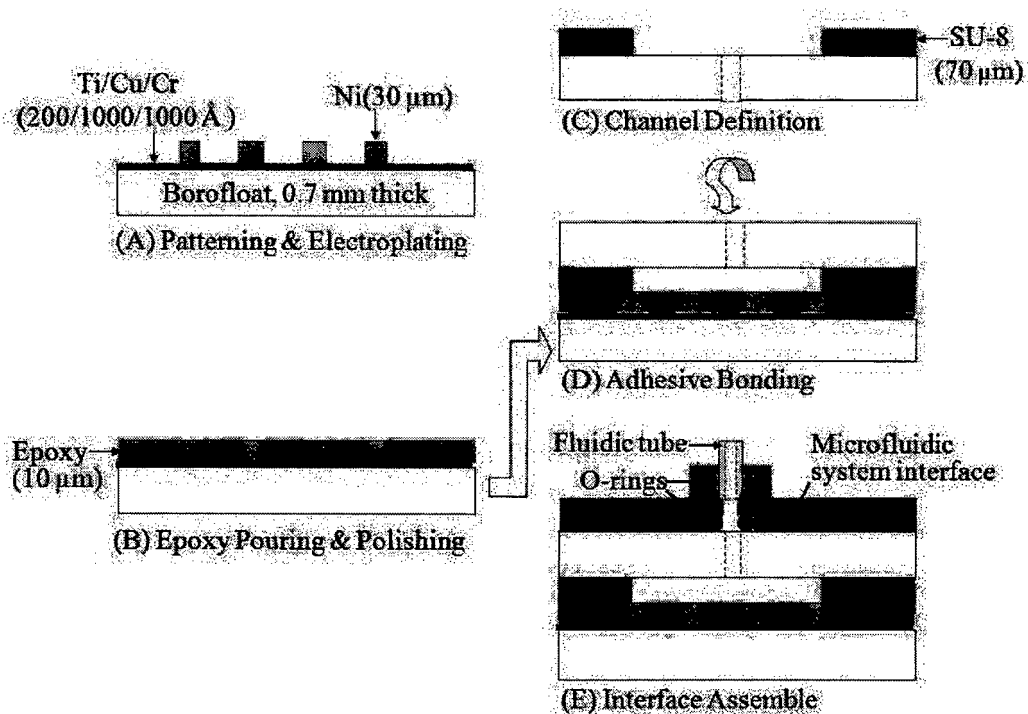 Ti/Cu/Cr
(200/1000/1000 Å)
Ni(30 μm)
Borofloat, 0.7 mm thick
(A) Patterning & Electroplating
Epoxy
(10 μm)
(B) Epoxy Pouring & Polishing
SU-8
(70 μm)
(C) Channel Definition
(D) Adhesive Bonding
Fluidic tube
O-rings
Microfluidic
system interface
(E) Interface Assemble